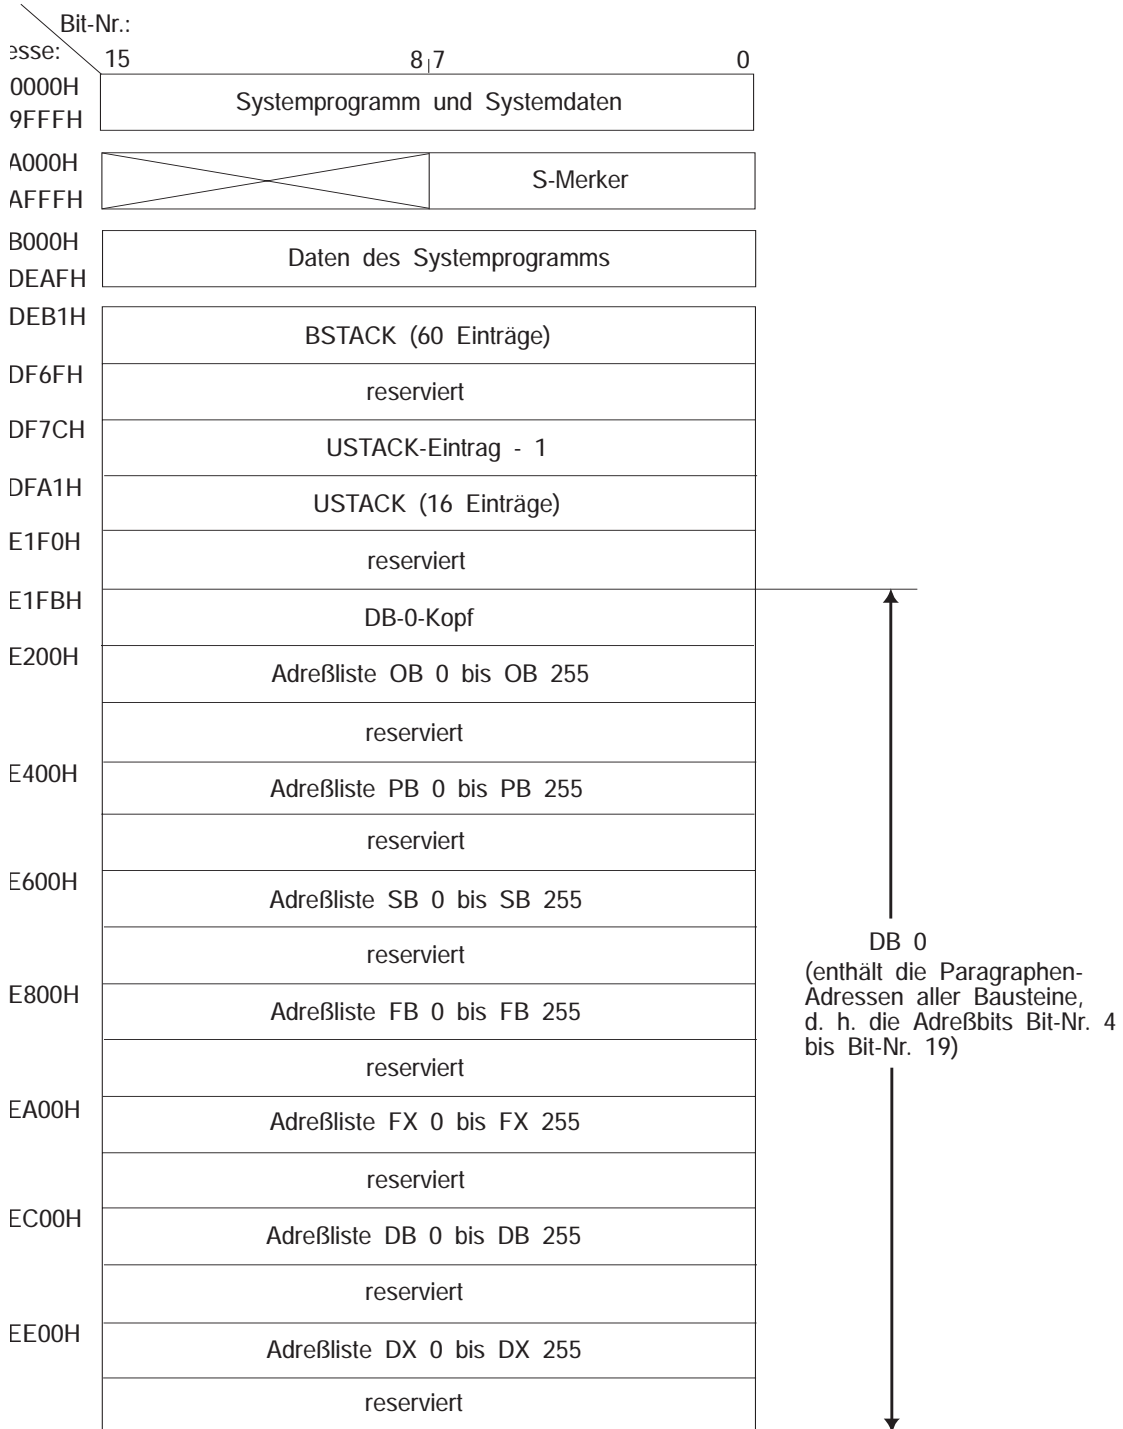 Bit-Nr.:
esse:
15 8 7 0
0000H
Systemprogramm und Systemdaten
9FFFH
A000H
S-Merker
AFFFH
B000H
Daten des Systemprogramms
DEAFH
DEB1H
BSTACK (60 Einträge)
DF6FH
reserviert
DF7CH
USTACK-Eintrag - 1
DFA1H
USTACK (16 Einträge)
E1F0H
reserviert
E1FBH
DB-0-Kopf
E200H
Adreßliste OB 0 bis OB 255
reserviert
E400H
Adreßliste PB 0 bis PB 255
reserviert
E600H
Adreßliste SB 0 bis SB 255
reserviert
E800H
Adreßliste FB 0 bis FB 255
reserviert
EA00H
Adreßliste FX 0 bis FX 255
reserviert
EC00H
Adreßliste DB 0 bis DB 255
reserviert
EE00H
Adreßliste DX 0 bis DX 255
reserviert
DB 0
(enthält die Paragraphen-
Adressen aller Bausteine,
d. h. die Adreßbits Bit-Nr. 4
bis Bit-Nr. 19)